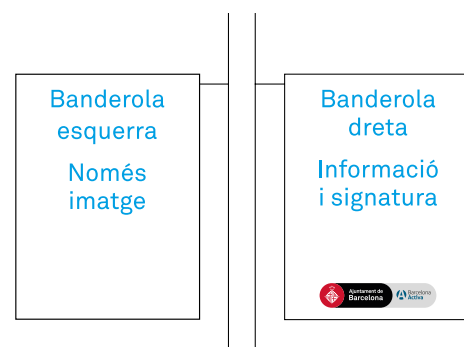 Banderola
esquerra
Només
imatge
Banderola
dreta
Informació
i signatura
Ajuntament de
Barcelona
Barcelona
Activa